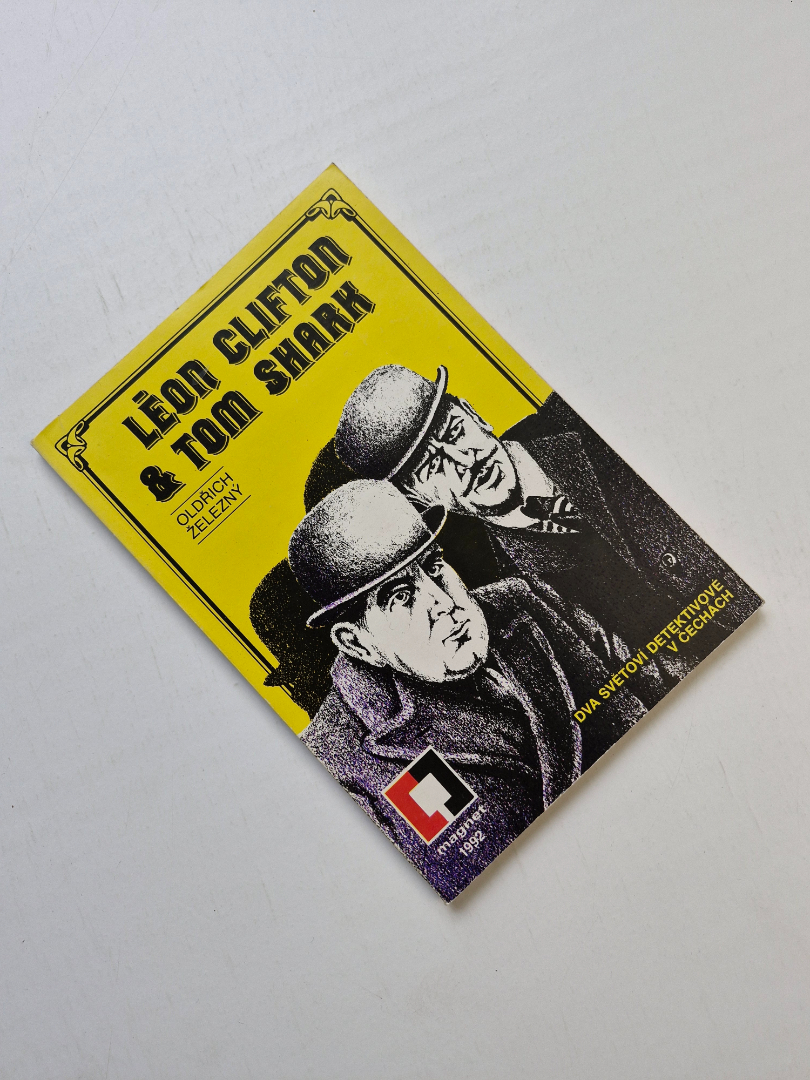 LÉON CLIFTON
& TOM SHARK
OLDŘICH
ŽELEZNÝ
DVA SVĚTOVÍ DETEKTIVOVÉ
V ČECHÁCH
magnet
1992